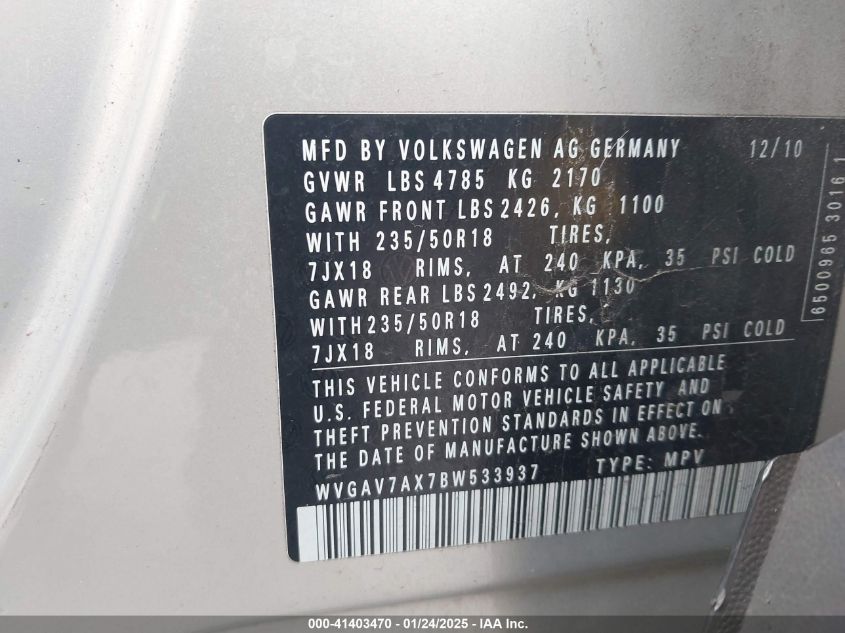 MFD BY VOLKSWAGEN AG GERMANY 12/10
GVWR LBS 4785 KG 2170
GAWR FRONT LBS 2426, KG 1100
WITH 235/50R18 TIRES,
7JX18 RIMS, AT 240 KPA, 35 PSI COLD
GAWR REAR LBS 2492, KG 1130
WITH 235/50R18 TIRES,
7JX18 RIMS, AT 240 KPA, 35 PSI COLD
THIS VEHICLE CONFORMS TO ALL APPLICABLE
U.S. FEDERAL MOTOR VEHICLE SAFETY AND
THEFT PREVENTION STANDARDS IN EFFECT ON
THE DATE OF MANUFACTURE SHOWN ABOVE.
WVGAV7AX7BW533937 TYPE: MPV
6500965 3016 1
000-41403470 - 01/24/2025 - IAA Inc.